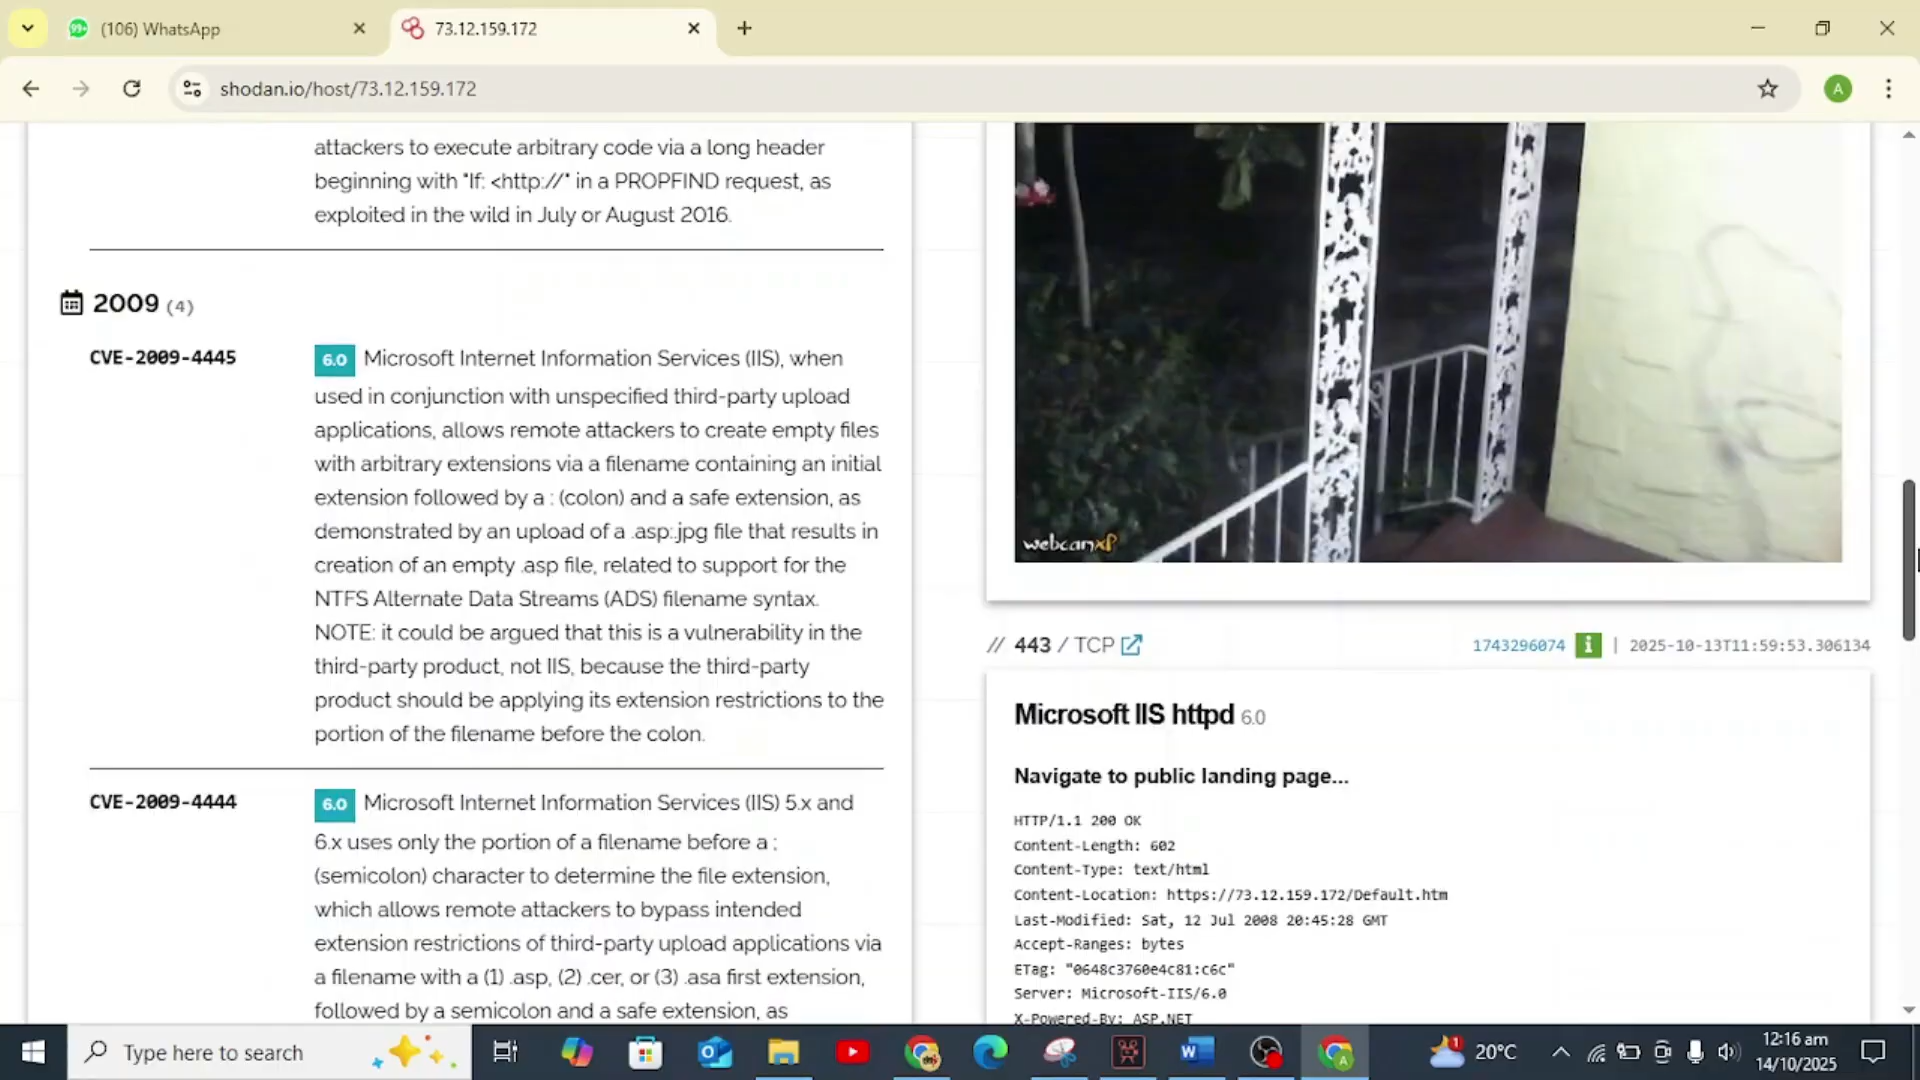 99+
(106) WhatsApp
73.12.159.172
shodan.io/host/73.12.159.172
A
attackers to execute arbitrary code via a long header
beginning with "If: <http://" in a PROPFIND request, as
exploited in the wild in July or August 2016.
2009 (4)
CVE-2009-4445
6.0 Microsoft Internet Information Services (IIS), when
used in conjunction with unspecified third-party upload
applications, allows remote attackers to create empty files
with arbitrary extensions via a filename containing an initial
extension followed by a : (colon) and a safe extension, as
demonstrated by an upload of a .asp:.jpg file that results in
creation of an empty .asp file, related to support for the
NTFS Alternate Data Streams (ADS) filename syntax.
NOTE: it could be argued that this is a vulnerability in the
third-party product, not IIS, because the third-party
product should be applying its extension restrictions to the
portion of the filename before the colon.
CVE-2009-4444
6.0 Microsoft Internet Information Services (IIS) 5.x and
6.x uses only the portion of a filename before a ;
(semicolon) character to determine the file extension,
which allows remote attackers to bypass intended
extension restrictions of third-party upload applications via
a filename with a (1) .asp, (2) .cer, or (3) .asa first extension,
followed by a semicolon and a safe extension, as
webcamXP
// 443 / TCP
1743296074 | 2025-10-13T11:59:53.306134
Microsoft IIS httpd 6.0
Navigate to public landing page...
HTTP/1.1 200 OK
Content-Length: 602
Content-Type: text/html
Content-Location: https://73.12.159.172/Default.htm
Last-Modified: Sat, 12 Jul 2008 20:45:28 GMT
Accept-Ranges: bytes
ETag: "0648c3760e4c81:c6c"
Server: Microsoft-IIS/6.0
X-Powered-By: ASP.NET
Type here to search
20°C
12:16 am
14/10/2025